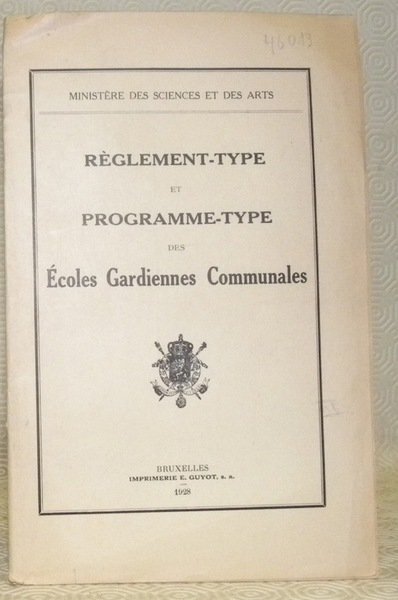 46013
MINISTÈRE DES SCIENCES ET DES ARTS
RÈGLEMENT-TYPE
ET
PROGRAMME-TYPE
DES
Écoles Gardiennes Communales
BRUXELLES
IMPRIMERIE E. GUYOT, s. a.
1928